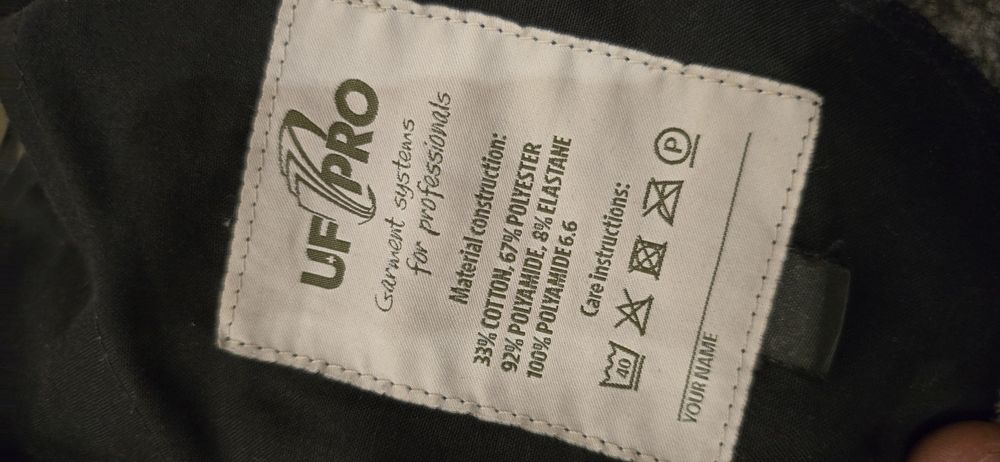 UF PRO
Garment systems
for professionals
Material construction:
33% COTTON, 67% POLYESTER
92% POLYAMIDE, 8% ELASTANE
100% POLYAMIDE 6.6
Care instructions:
40 P
YOUR NAME